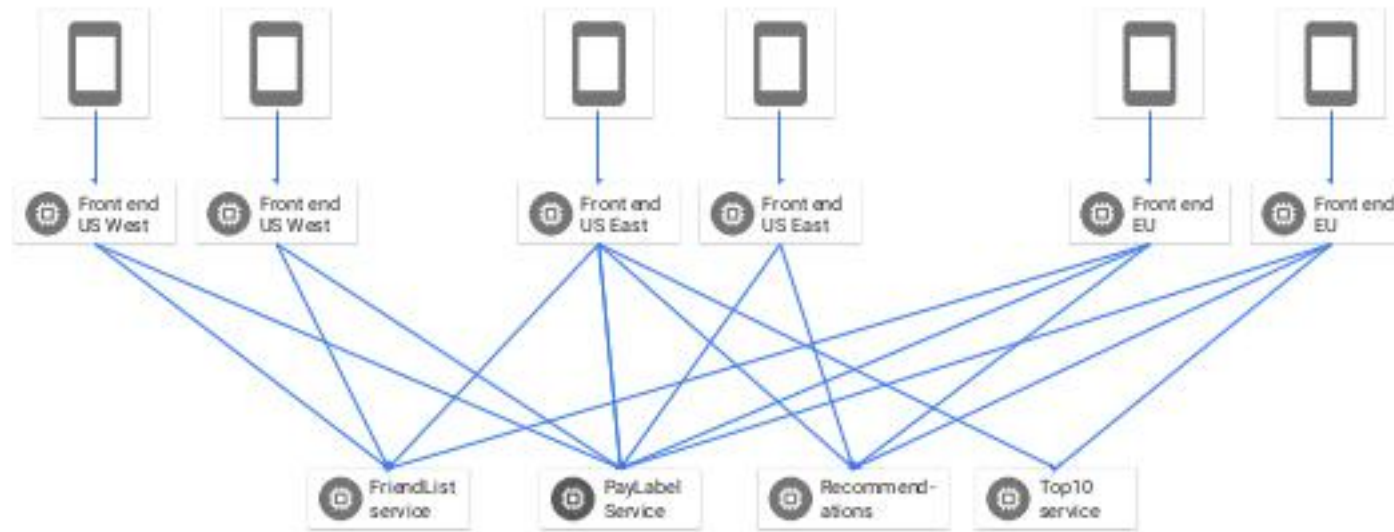 Front end
US West
Front end
US West
Front end
US East
Front end
US East
Front end
EU
Front end
EU
FriendList
service
PayLabel
Service
Recommend-
ations
Top10
service